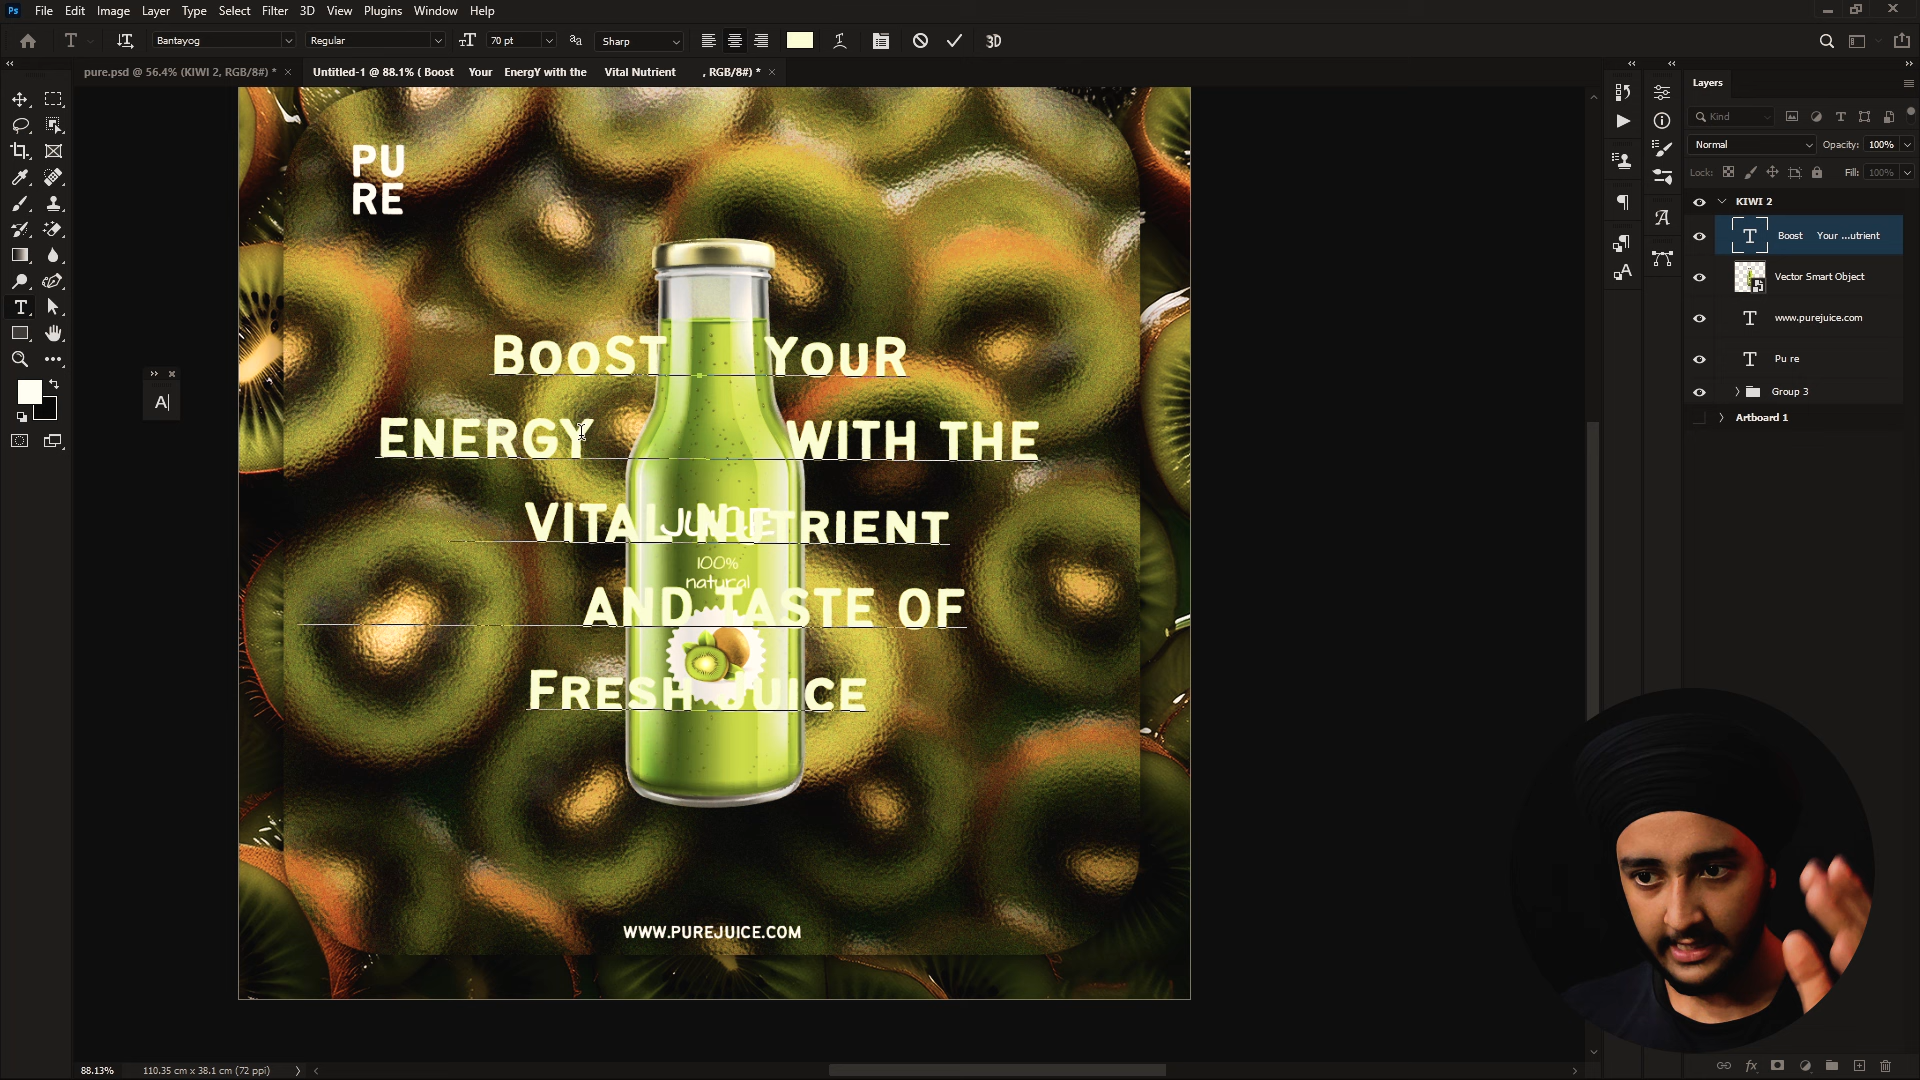 Ps File Edit Image Layer Type Select Filter 3D View Plugins Window Help
Bantayog Regular 70 pt Sharp 3D
pure.psd @ 56.4% (KIWI 2, RGB/8#) * × Untitled-1 @ 88.1% ( Boost Your EnergY with the Vital Nutrient , RGB/8#) * ×
Layers
Kind
Normal Opacity: 100%
Lock: Fill: 100%
KIWI 2
Boost Your ...utrient
Vector Smart Object
www.purejuice.com
Pu re
Group 3
Artboard 1
A|
PU
RE
BooST YouR
ENERGY WITH THE
VITAL NUTRIENT
JUICE
100%
natural
AND TASTE OF
FRESH JUICE
WWW.PUREJUICE.COM
88.13% 110.35 cm x 38.1 cm (72 ppi)